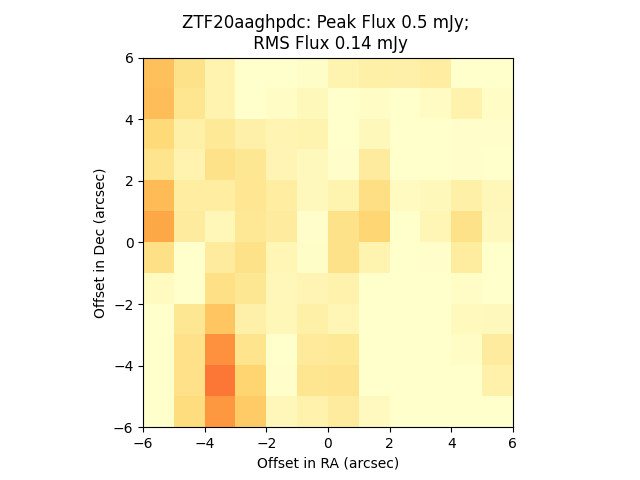 ZTF20aaghpdc: Peak Flux 0.5 mJy;
RMS Flux 0.14 mJy
6
4
2
0
−2
−4
−6
Offset in Dec (arcsec)
−6 −4 −2 0 2 4 6
Offset in RA (arcsec)